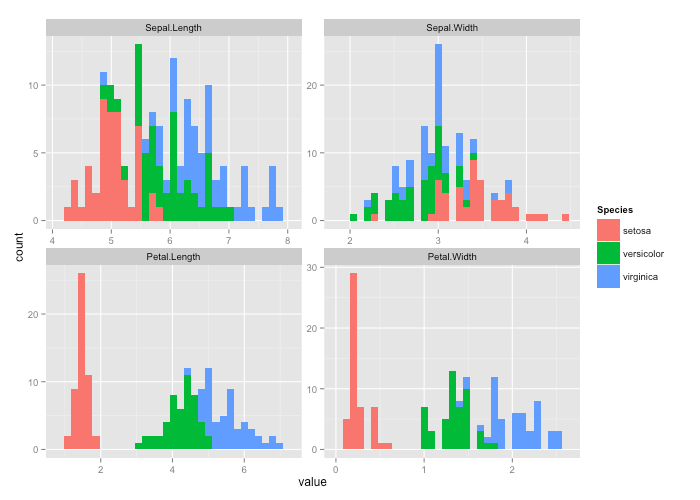 Sepal.Length
Sepal.Width
10
5
0
4 5 6 7 8
20
10
0
2 3 4
count
Petal.Length
Petal.Width
20
10
0
2 4 6
30
20
10
0
0 1 2
value
Species
setosa
versicolor
virginica